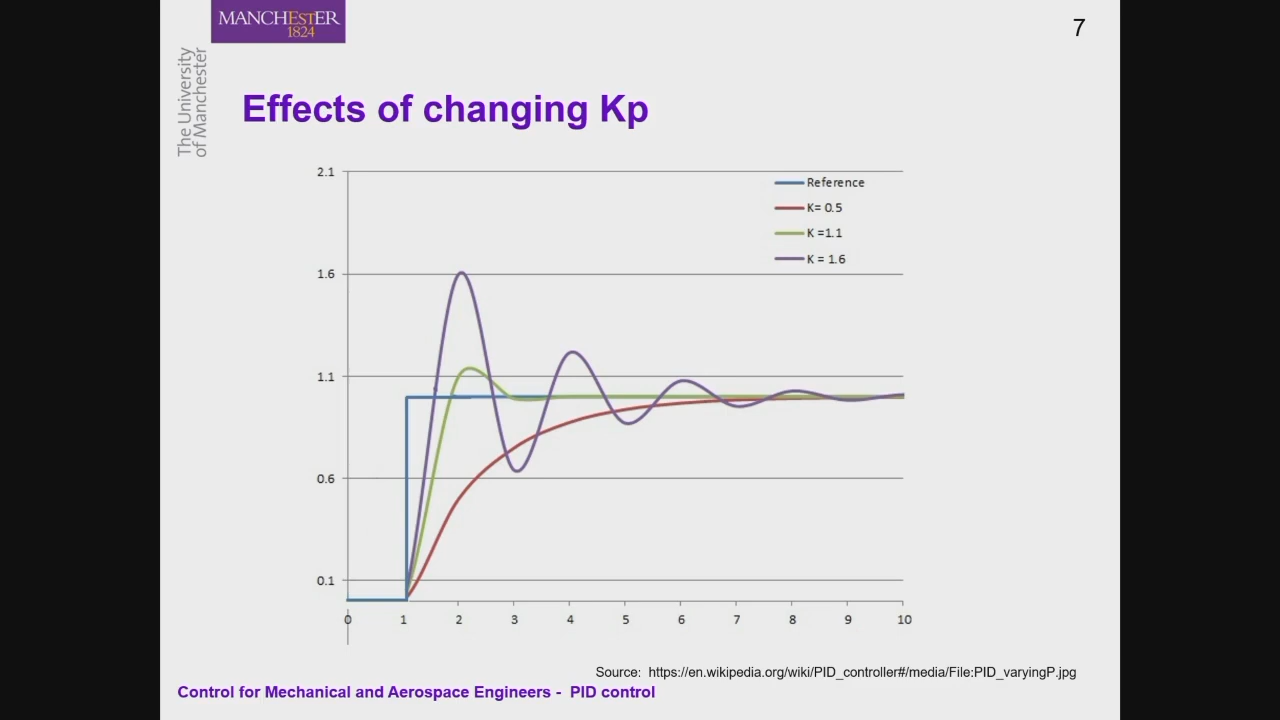 MANCHESTER
1824
The University
of Manchester
7
Effects of changing Kp
2.1
1.6
1.1
0.6
0.1
Reference
K= 0.5
K =1.1
K = 1.6
0 1 2 3 4 5 6 7 8 9 10
Source: https://en.wikipedia.org/wiki/PID_controller#/media/File:PID_varyingP.jpg
Control for Mechanical and Aerospace Engineers - PID control